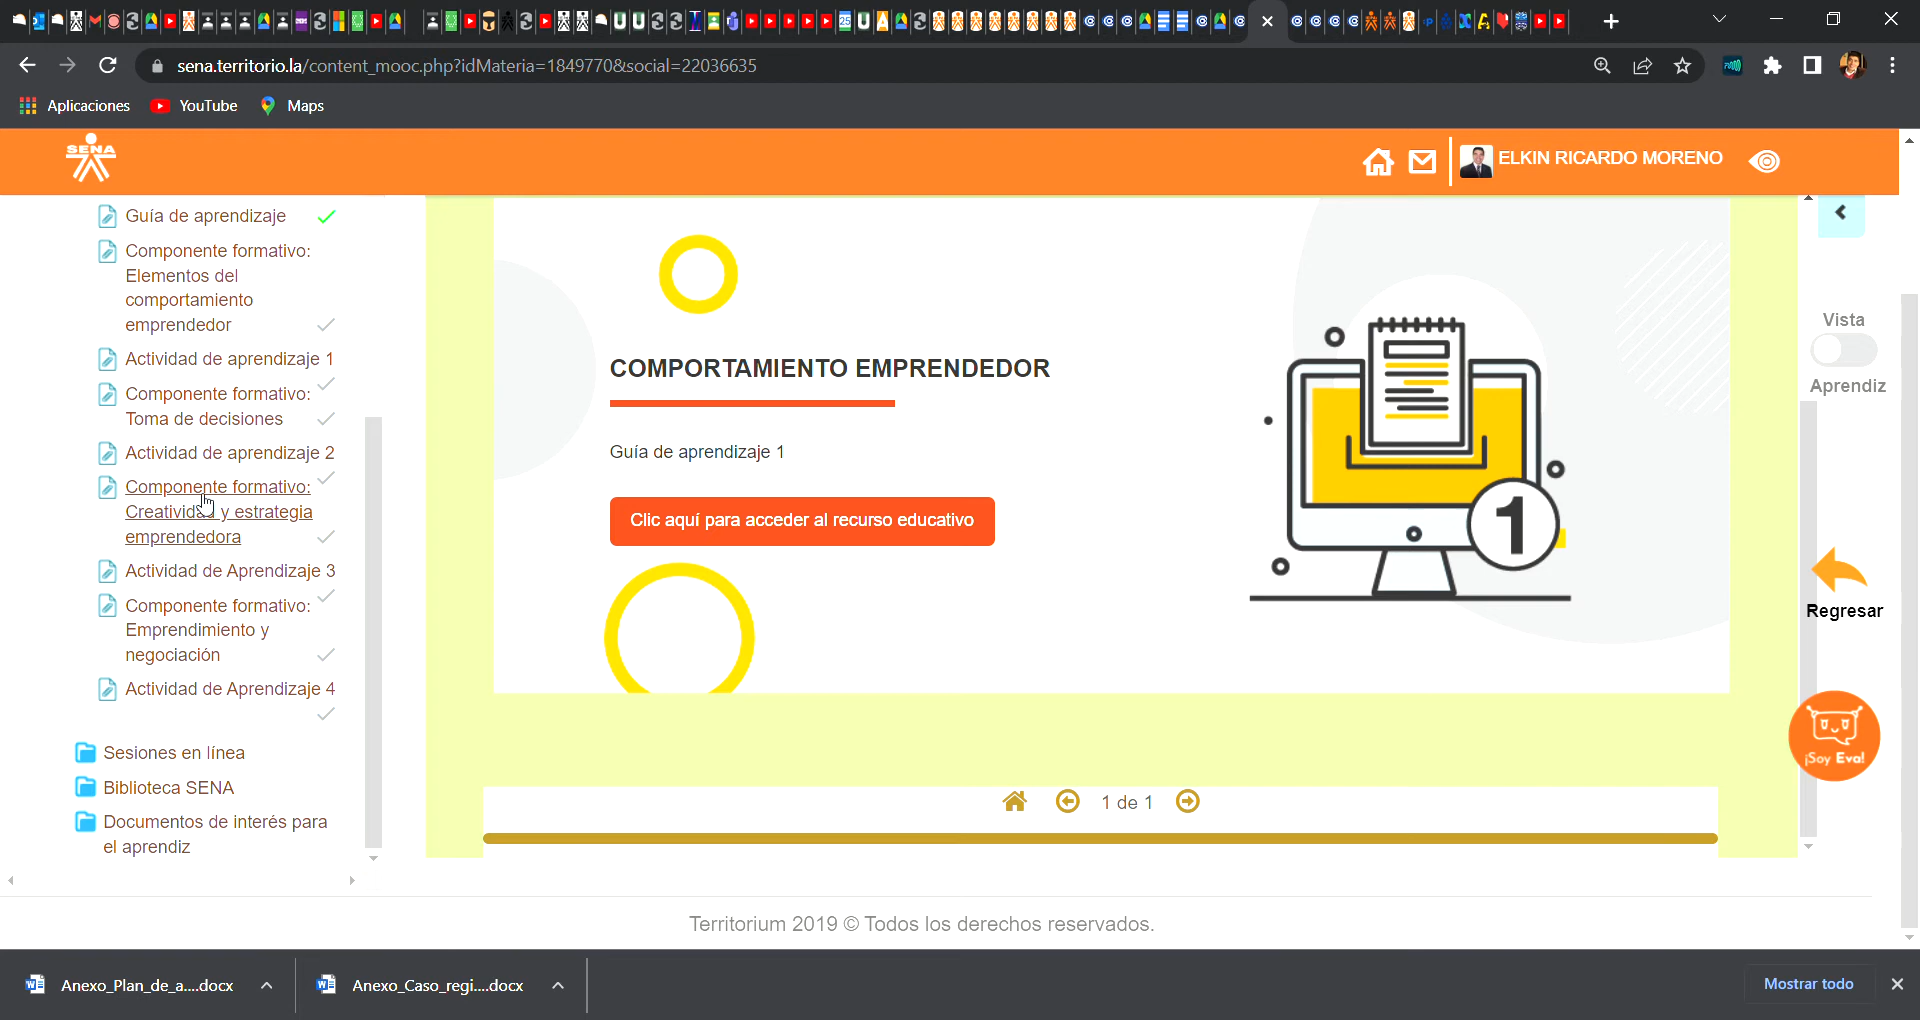 sena.territorio.la/content_mooc.php?idMateria=1849770&social=22036635
Aplicaciones YouTube Maps
SENA
ELKIN RICARDO MORENO
Guía de aprendizaje
Componente formativo:
Elementos del
comportamiento
emprendedor
Actividad de aprendizaje 1
Componente formativo:
Toma de decisiones
Actividad de aprendizaje 2
Componente formativo:
Creatividad y estrategia
emprendedora
Actividad de Aprendizaje 3
Componente formativo:
Emprendimiento y
negociación
Actividad de Aprendizaje 4
Sesiones en línea
Biblioteca SENA
Documentos de interés para
el aprendiz
COMPORTAMIENTO EMPRENDEDOR
Guía de aprendizaje 1
Clic aquí para acceder al recurso educativo
1
1 de 1
Vista
Aprendiz
Regresar
¡Soy Eva!
Territorium 2019 © Todos los derechos reservados.
Anexo_Plan_de_a....docx
Anexo_Caso_regi....docx
Mostrar todo